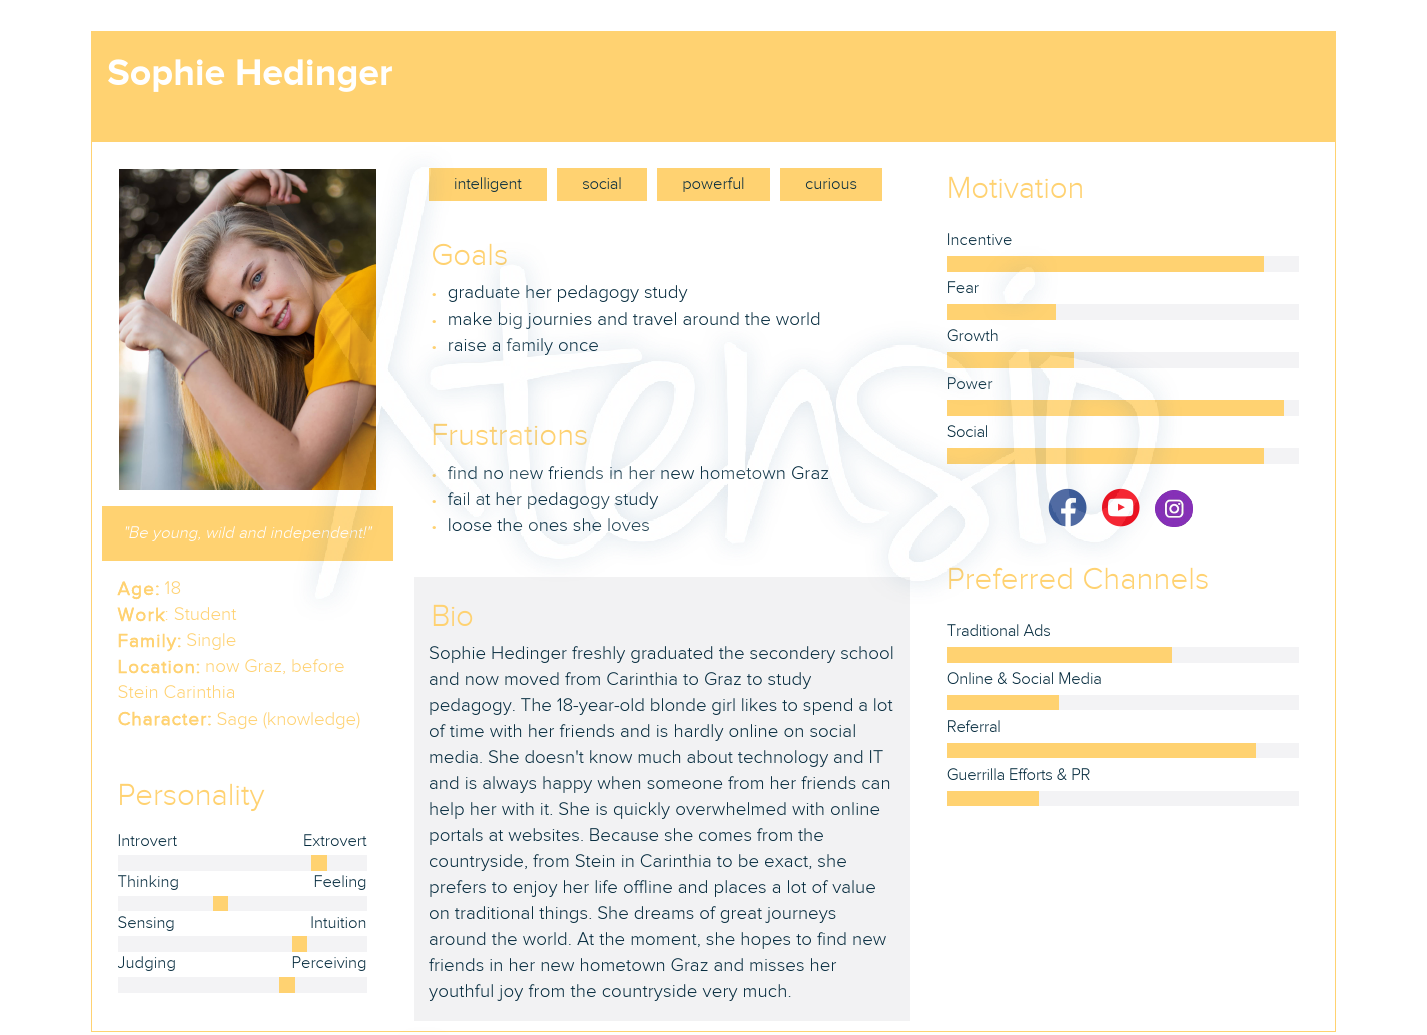 Sophie Hedinger
"Be young, wild and independent!"
Age: 18
Work Student
Family: Single
Location: now Graz, before
Stein Carinthia
Character: Sage (knowledge)
Personality
Introvert Extrovert
Thinking Feeling
Sensing Intuition
Judging Perceiving
intelligent social powerful curious
Goals
graduate her pedagogy study
make big journies and travel around the world
raise a family once
Frustrations
find no new friends in her new hometown Graz
fail at her pedagogy study
loose the ones she loves
Bio
Sophie Hedinger freshly graduated the secondery school
and now moved from Carinthia to Graz to study
pedagogy. The 18-year-old blonde girl likes to spend a lot
of time with her friends and is hardly online on social
media. She doesn't know much about technology and IT
and is always happy when someone from her friends can
help her with it. She is quickly overwhelmed with online
portals at websites. Because she comes from the
countryside, from Stein in Carinthia to be exact, she
prefers to enjoy her life offline and places a lot of value
on traditional things. She dreams of great journeys
around the world. At the moment, she hopes to find new
friends in her new hometown Graz and misses her
youthful joy from the countryside very much.
Motivation
Incentive
Fear
Growth
Power
Social
Preferred Channels
Traditional Ads
Online & Social Media
Referral
Guerrilla Efforts & PR
Xtensio